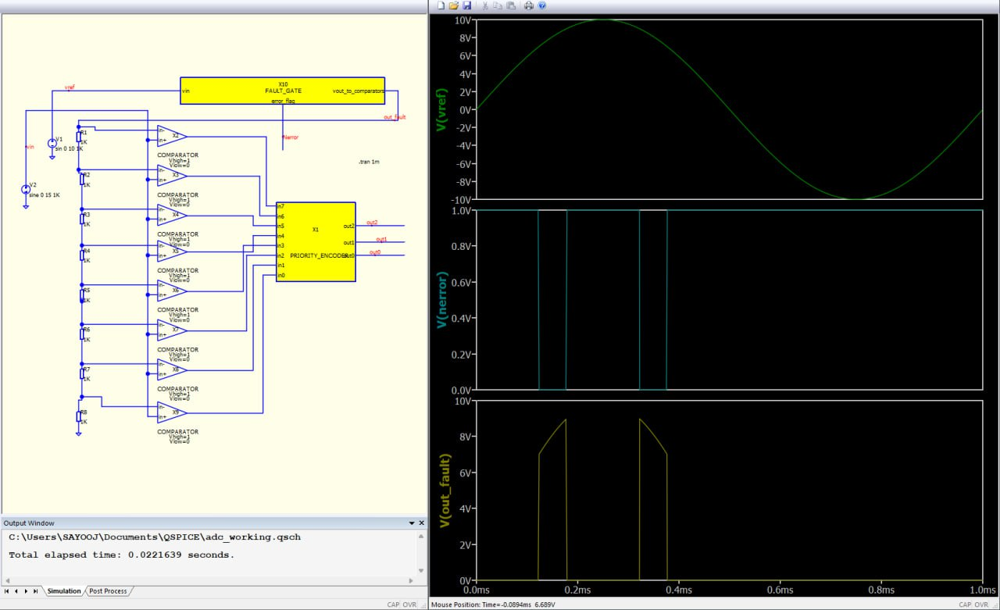 X10
vin
FAULT_GATE
vout_to_comparators
error_flag
vref
out_fault
Nerror
.tran 1m
V1
sin 0 10 1K
vin
V2
sine 0 15 1K
R1
1K
R2
1K
R3
1K
R4
1K
R5
1K
R6
1K
R7
1K
R8
1K
in-
in+
X2
COMPARATOR
Vhigh=1
Vlow=0
in-
in+
X3
COMPARATOR
Vhigh=1
Vlow=0
in-
in+
X4
COMPARATOR
Vhigh=1
Vlow=0
in-
in+
X5
COMPARATOR
Vhigh=1
Vlow=0
in-
in+
X6
COMPARATOR
Vhigh=1
Vlow=0
in-
in+
X7
COMPARATOR
Vhigh=1
Vlow=0
in-
in+
X8
COMPARATOR
Vhigh=1
Vlow=0
in-
in+
X9
COMPARATOR
Vhigh=1
Vlow=0
in7
in6
in5
in4
in3
in2
in1
in0
X1
PRIORITY_ENCODER
out2
out1
out0
out2
out1
out0
Output Window
C:\Users\SAYOOJ\Documents\QSPICE\adc_working.qsch
Total elapsed time: 0.0221639 seconds.
Simulation
Post Process
CAP OVR
V(vref)
10V
8V
6V
4V
2V
0V
-2V
-4V
-6V
-8V
-10V
V(nerror)
1.0V
0.8V
0.6V
0.4V
0.2V
0.0V
V(out_fault)
10V
8V
6V
4V
2V
0V
0.0ms
0.2ms
0.4ms
0.6ms
0.8ms
1.0ms
Mouse Position: Time=-0.0894ms 6.689V
CAP OVR